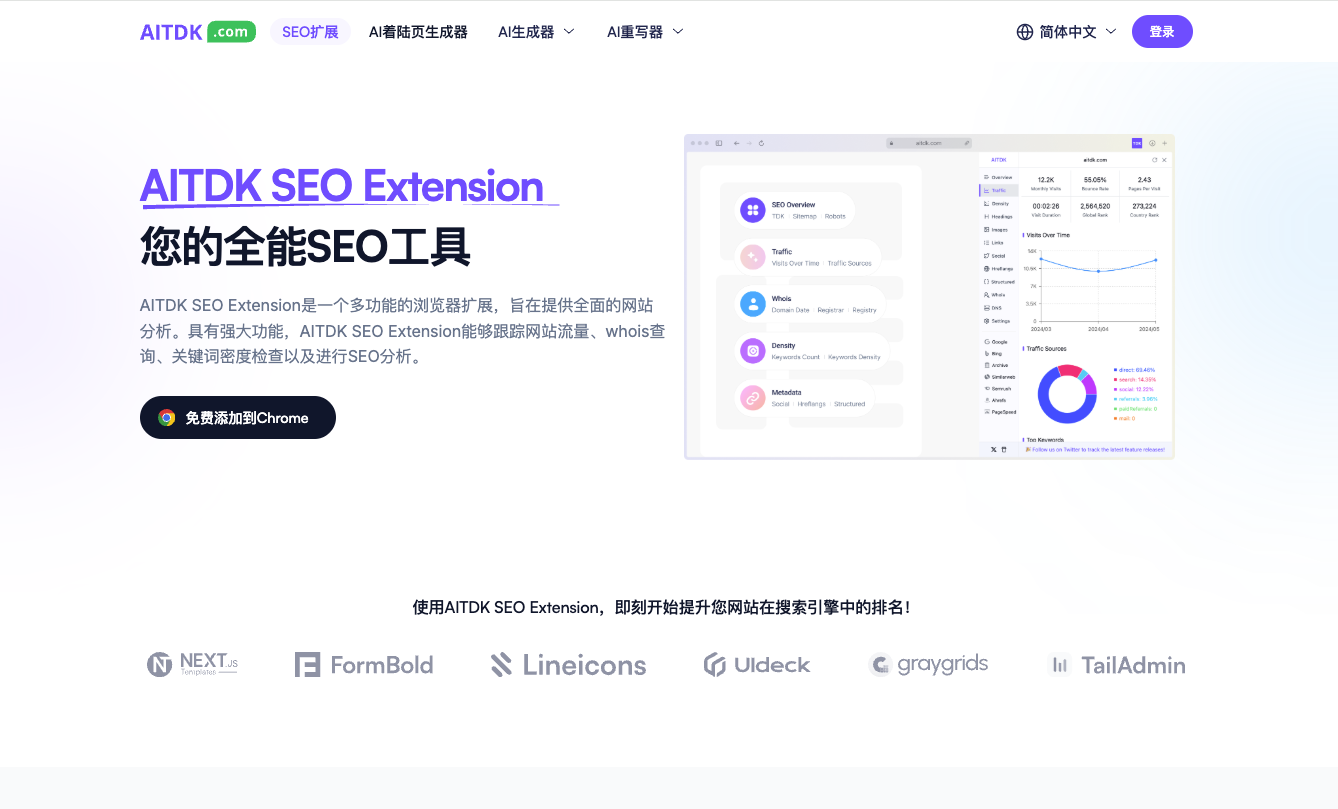 AITDK .com SEO扩展 AI着陆页生成器 AI生成器 AI重写器 简体中文 登录
AITDK SEO Extension
您的全能SEO工具
AITDK SEO Extension是一个多功能的浏览器扩展，旨在提供全面的网站
分析。具有强大功能，AITDK SEO Extension能够跟踪网站流量、whois查
询、关键词密度检查以及进行SEO分析。
免费添加到Chrome
aitdk.com
TDK
SEO Overview
TDK Sitemap Robots
Traffic
Visits Over Time Traffic Sources
Whois
Domain Date Registrar Registry
Density
Keywords Count Keywords Density
Metadata
Social Hreflangs Structured
AITDK
aitdk.com
Overview
Traffic
Density
Headings
Images
Links
Social
Hreflangs
Structured
Whois
DNS
Settings
Google
Bing
Archive
Similarweb
Semrush
Ahrefs
PageSpeed
12.2K 55.05% 2.43
Monthly Visits Bounce Rate Pages Per Visit
00:02:26 2,564,520 273,224
Visit Duration Global Rank Country Rank
Visits Over Time
14K
10.5K
7K
3.5K
0
2024/03 2024/04 2024/05
Traffic Sources
direct: 69.48%
search: 14.35%
social: 12.22%
referrals: 3.96%
paidReferrals: 0
mail: 0
Top Keywords
Follow us on Twitter to track the latest feature releases!
使用AITDK SEO Extension，即刻开始提升您网站在搜索引擎中的排名！
NEXT.JS
Templates
FormBold
Lineicons
UIdeck
graygrids
TailAdmin